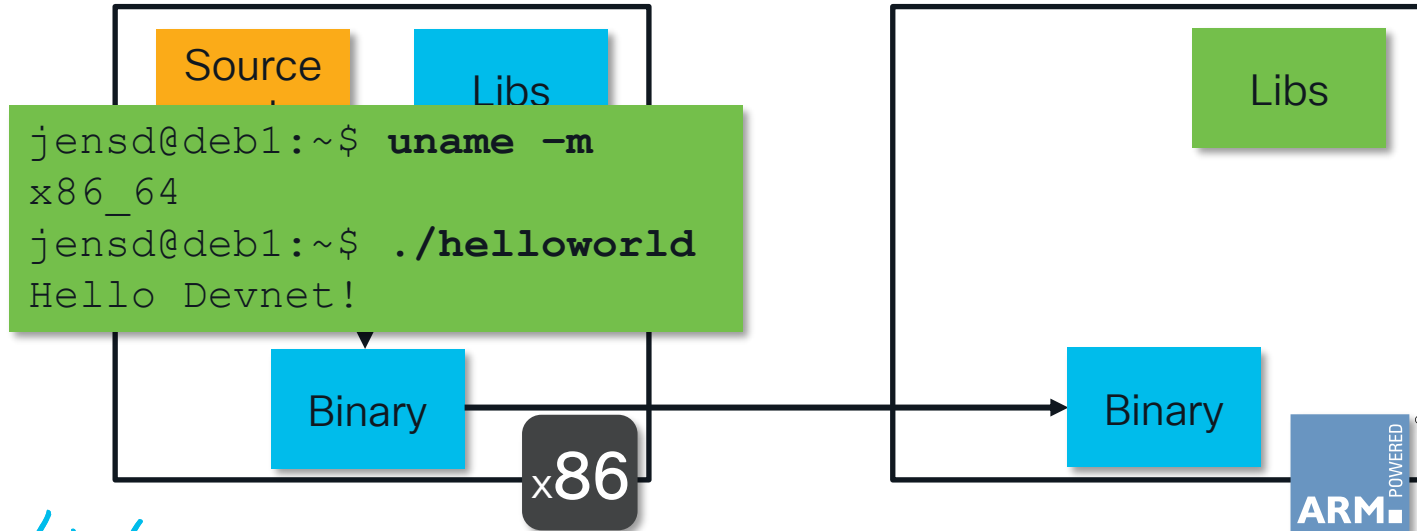 Source
Libs
Libs
jensd@deb1:~$ uname -m
x86_64
jensd@deb1:~$ ./helloworld
Hello Devnet!
Binary
Binary
x86
ARM POWERED